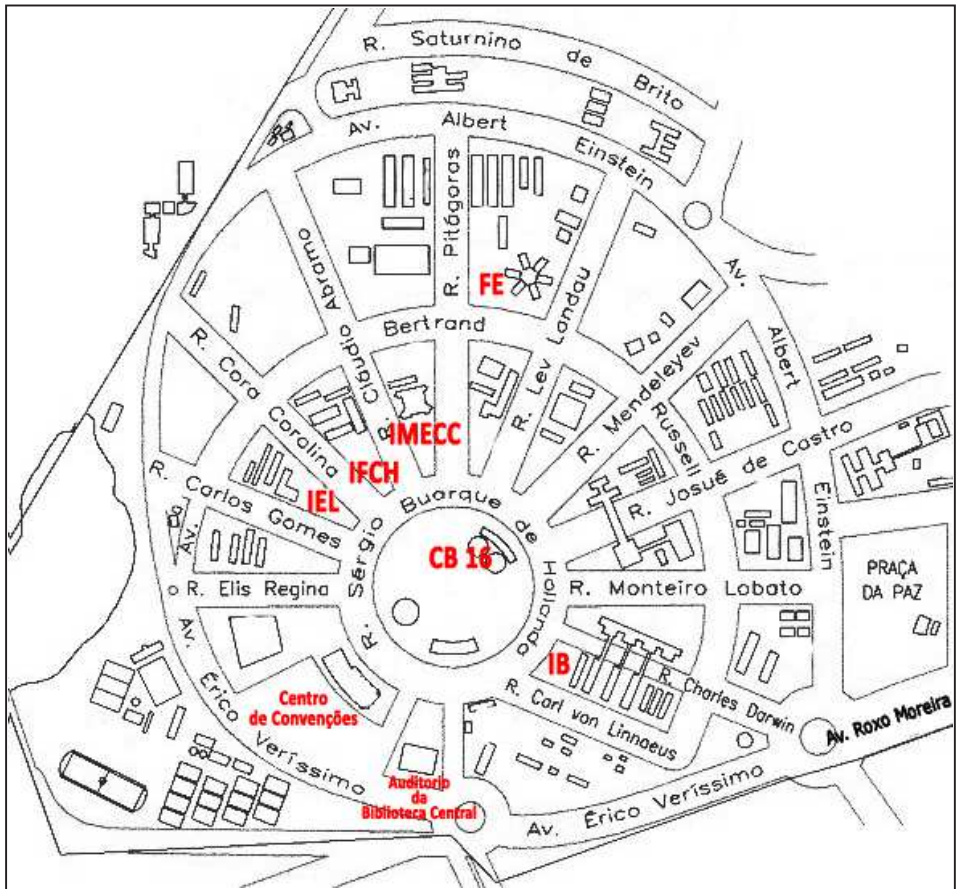 R. Saturnino de Brito
Av. Albert Einstein
R. Pitágoras
R. Cláudio Abramo
FE
Av. Albert Einstein
R. Lev Landau
Bertrand Russell
R. Mendeleyev
R. Cora Coralina
IMECC
IFCH
IEL
R. Josué de Castro
R. Carlos Gomes
R. Sérgio Buarque de Hollanda
CB 16
Av.
R. Elis Regina
R. Monteiro Lobato
PRAÇA
DA PAZ
IB
R. Charles Darwin
R. Carl von Linnaeus
Av. Roxo Moreira
Centro
de Convenções
Av. Érico Veríssimo
Auditorio
da
Biblioteca Central
Av. Érico Veríssimo